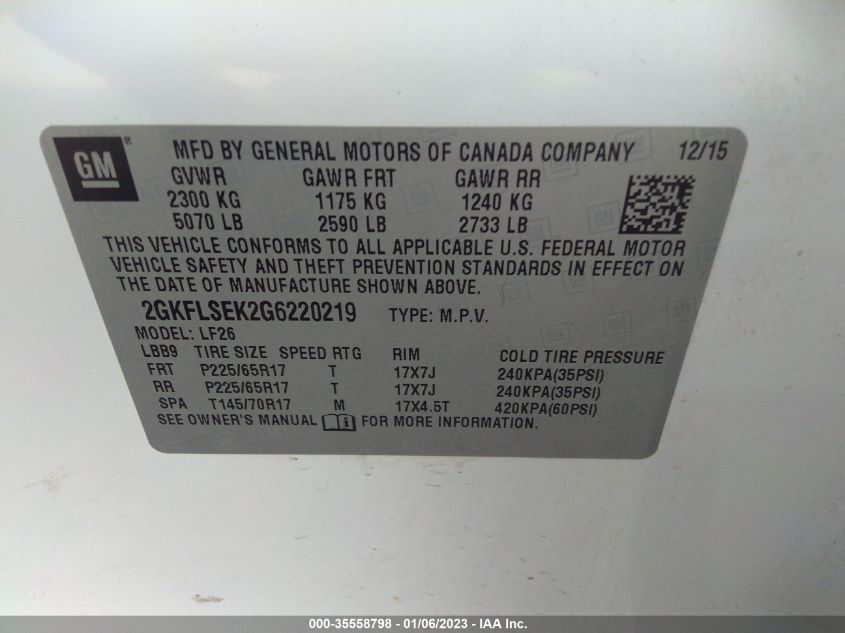 GM®
MFD BY GENERAL MOTORS OF CANADA COMPANY 12/15
GVWR GAWR FRT GAWR RR
2300 KG 1175 KG 1240 KG
5070 LB 2590 LB 2733 LB
THIS VEHICLE CONFORMS TO ALL APPLICABLE U.S. FEDERAL MOTOR
VEHICLE SAFETY AND THEFT PREVENTION STANDARDS IN EFFECT ON
THE DATE OF MANUFACTURE SHOWN ABOVE.
2GKFLSEK2G6220219 TYPE: M.P.V.
MODEL: LF26
LBB9 TIRE SIZE SPEED RTG RIM COLD TIRE PRESSURE
FRT P225/65R17 T 17X7J 240KPA(35PSI)
RR P225/65R17 T 17X7J 240KPA(35PSI)
SPA T145/70R17 M 17X4.5T 420KPA(60PSI)
SEE OWNER'S MANUAL FOR MORE INFORMATION.
000-35558798 - 01/06/2023 - IAA Inc.